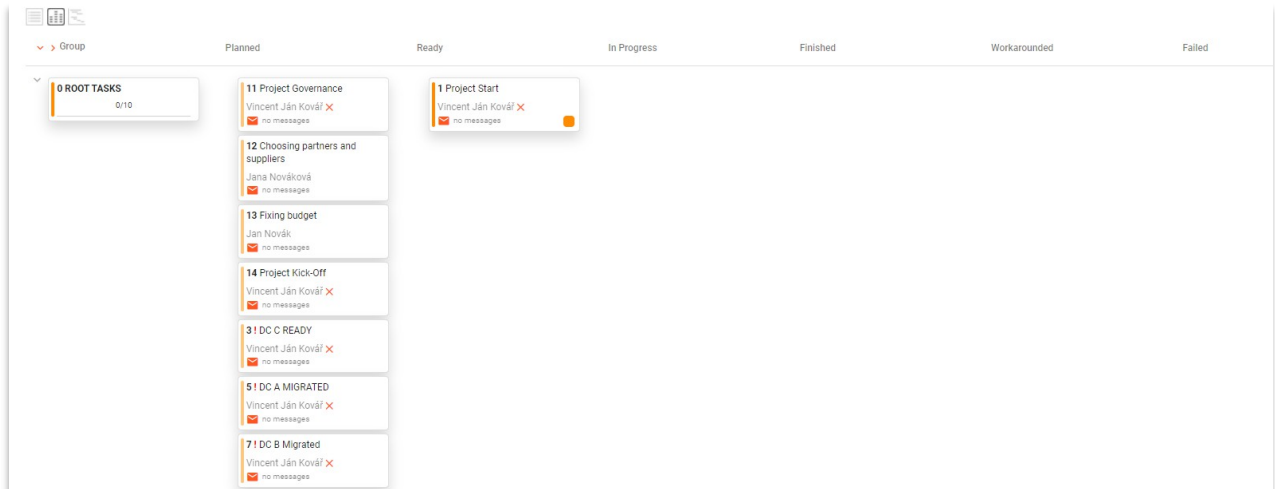 Group
Planned
Ready
In Progress
Finished
Workarounded
Failed
0 ROOT TASKS
0/10
11 Project Governance
Vincent Ján Kovář
no messages
12 Choosing partners and
suppliers
Jana Nováková
no messages
13 Fixing budget
Jan Novák
no messages
14 Project Kick-Off
Vincent Ján Kovář
no messages
3 ! DC C READY
Vincent Ján Kovář
no messages
5 ! DC A MIGRATED
Vincent Ján Kovář
no messages
7 ! DC B Migrated
Vincent Ján Kovář
no messages
1 Project Start
Vincent Ján Kovář
no messages